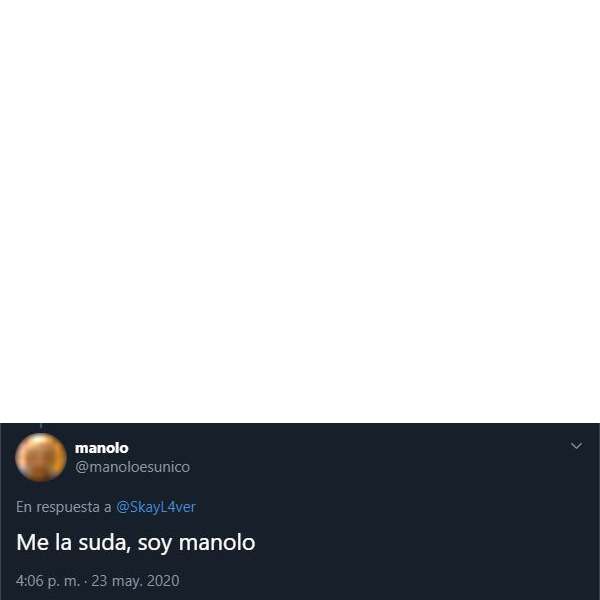 manolo
@manoloesunico
En respuesta a @SkayL4ver
Me la suda, soy manolo
4:06 p. m. · 23 may. 2020